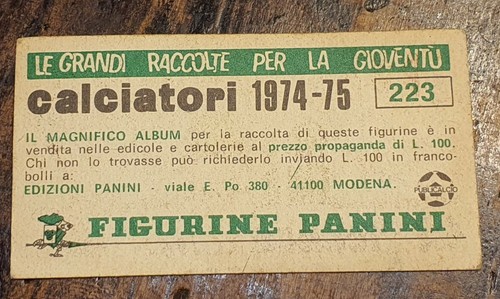 LE GRANDI RACCOLTE PER LA GIOVENTÙ
calciatori 1974-75 223
IL MAGNIFICO ALBUM per la raccolta di queste figurine è in
vendita nelle edicole e cartolerie al prezzo propaganda di L. 100.
Chi non lo trovasse può richiederlo inviando L. 100 in franco-
bolli a:
EDIZIONI PANINI - viale E. Po 380 - 41100 MODENA.
PUBLICALCIO
FIGURINE PANINI